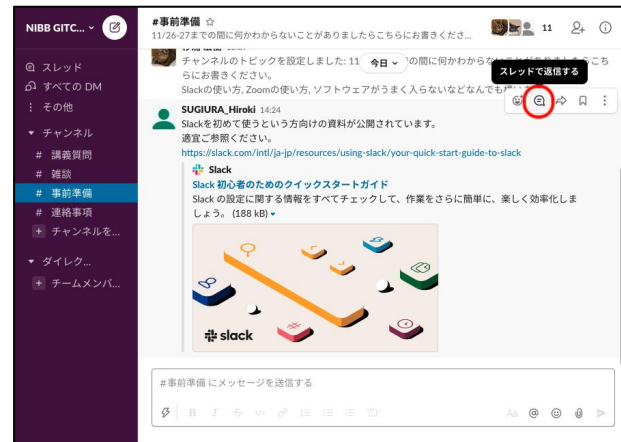 NIBB GITC...
スレッド
すべての DM
その他
チャンネル
# 講義質問
# 雑談
# 事前準備
# 連絡事項
+ チャンネルを...
ダイレク...
+ チームメンバ...
#事前準備
11/26-27までの間に何かわからないことがありましたらこちらにお書きくださ...
11
チャンネルのトピックを設定しました: 11
の間に何かわから
こち
らにお書きください。
今日
スレッドで返信する
Slackの使い方, Zoomの使い方, ソフトウェアがうまく入らないなどなんでも
SUGIURA_Hiroki 14:24
Slackを初めて使うという方向けの資料が公開されています。
適宜ご参照ください。
https://slack.com/intl/ja-jp/resources/using-slack/your-quick-start-guide-to-slack
Slack
Slack 初心者のためのクイックスタートガイド
Slack の設定に関する情報をすべてチェックして、作業をさらに簡単に、楽しく効率化しま
しょう。 (188 kB)
slack
#事前準備 にメッセージを送信する
B I S </>
Aa @